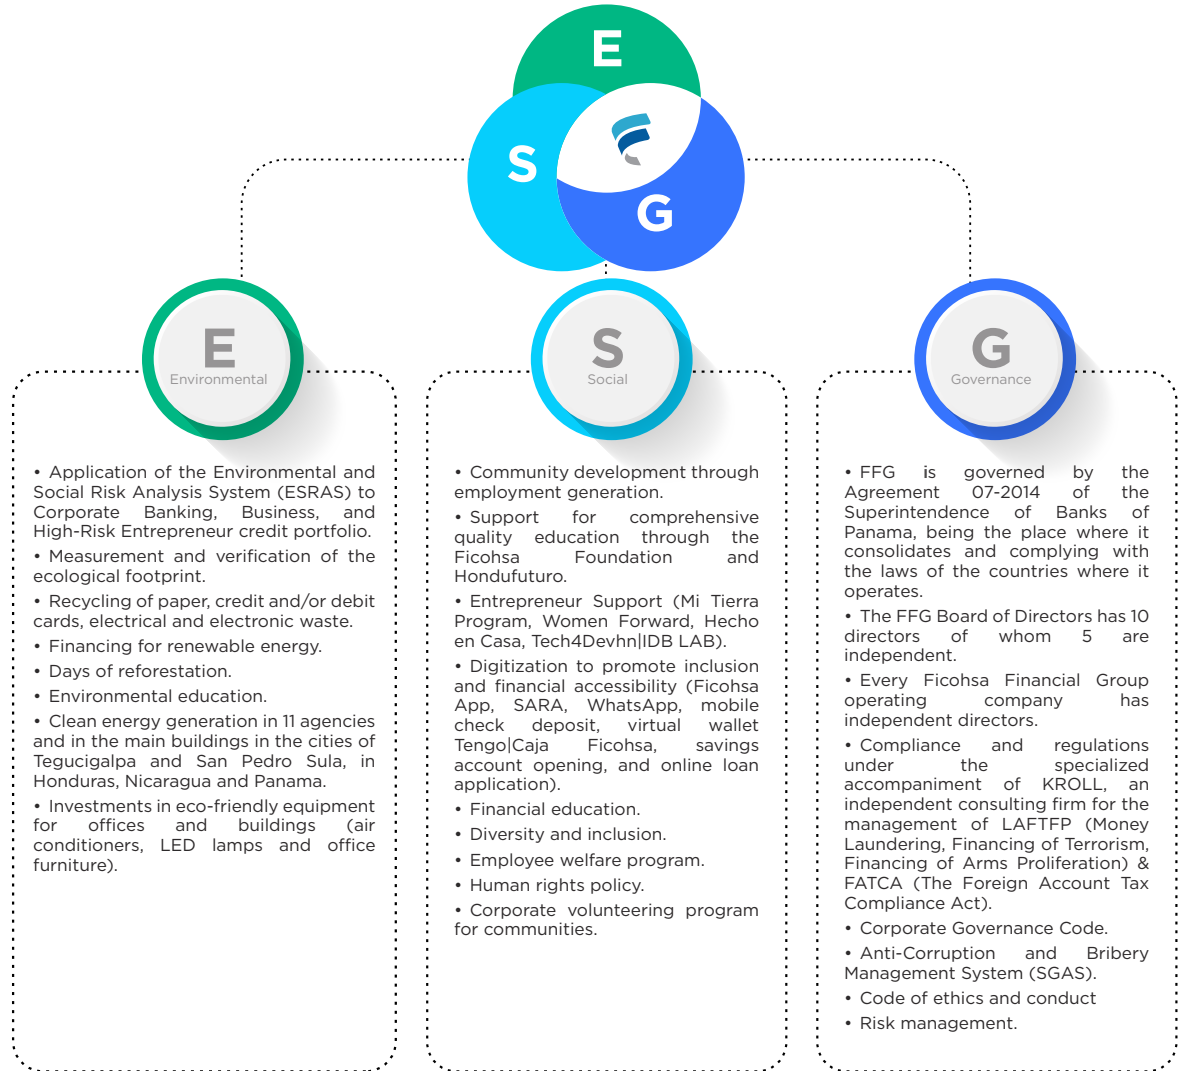 E
S
G
E
Environmental
• Application of the Environmental and
Social Risk Analysis System (ESRAS) to
Corporate Banking, Business, and
High-Risk Entrepreneur credit portfolio.
• Measurement and verification of the
ecological footprint.
• Recycling of paper, credit and/or debit
cards, electrical and electronic waste.
• Financing for renewable energy.
• Days of reforestation.
• Environmental education.
• Clean energy generation in 11 agencies
and in the main buildings in the cities of
Tegucigalpa and San Pedro Sula, in
Honduras, Nicaragua and Panama.
• Investments in eco-friendly equipment
for offices and buildings (air
conditioners, LED lamps and office
furniture).
S
Social
• Community development through
employment generation.
• Support for comprehensive
quality education through the
Ficohsa Foundation and
Hondufuturo.
• Entrepreneur Support (Mi Tierra
Program, Women Forward, Hecho
en Casa, Tech4Devhn|IDB LAB).
• Digitization to promote inclusion
and financial accessibility (Ficohsa
App, SARA, WhatsApp, mobile
check deposit, virtual wallet
Tengo|Caja Ficohsa, savings
account opening, and online loan
application).
• Financial education.
• Diversity and inclusion.
• Employee welfare program.
• Human rights policy.
• Corporate volunteering program
for communities.
G
Governance
• FFG is governed by the
Agreement 07-2014 of the
Superintendence of Banks of
Panama, being the place where it
consolidates and complying with
the laws of the countries where it
operates.
• The FFG Board of Directors has 10
directors of whom 5 are
independent.
• Every Ficohsa Financial Group
operating company has
independent directors.
• Compliance and regulations
under the specialized
accompaniment of KROLL, an
independent consulting firm for the
management of LAFTFP (Money
Laundering, Financing of Terrorism,
Financing of Arms Proliferation) &
FATCA (The Foreign Account Tax
Compliance Act).
• Corporate Governance Code.
• Anti-Corruption and Bribery
Management System (SGAS).
• Code of ethics and conduct
• Risk management.